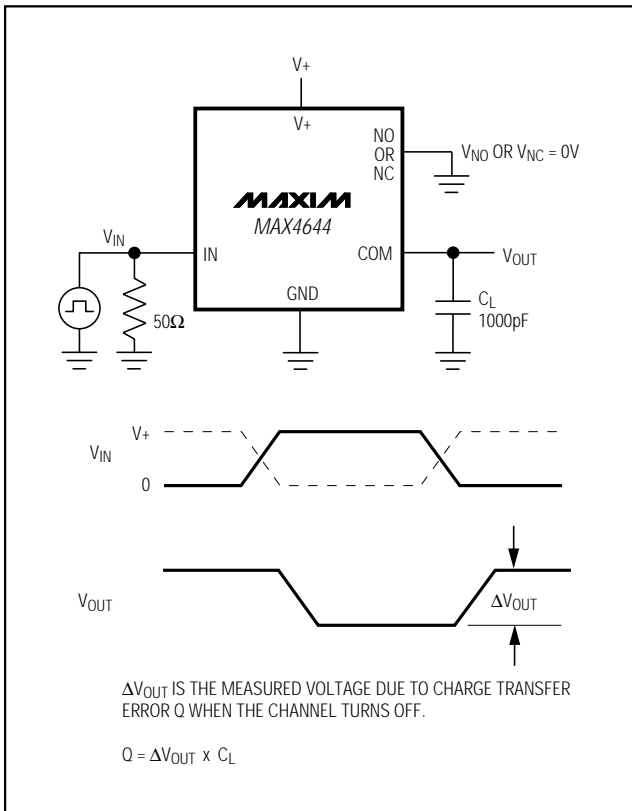 V+
V+
NO
OR
NC
VNO OR VNC = 0V
MAXIM
MAX4644
VIN
IN
COM
VOUT
GND
50Ω
CL
1000pF
V+
VIN
0
VOUT
ΔVOUT
ΔVOUT IS THE MEASURED VOLTAGE DUE TO CHARGE TRANSFER
ERROR Q WHEN THE CHANNEL TURNS OFF.
Q = ΔVOUT x CL